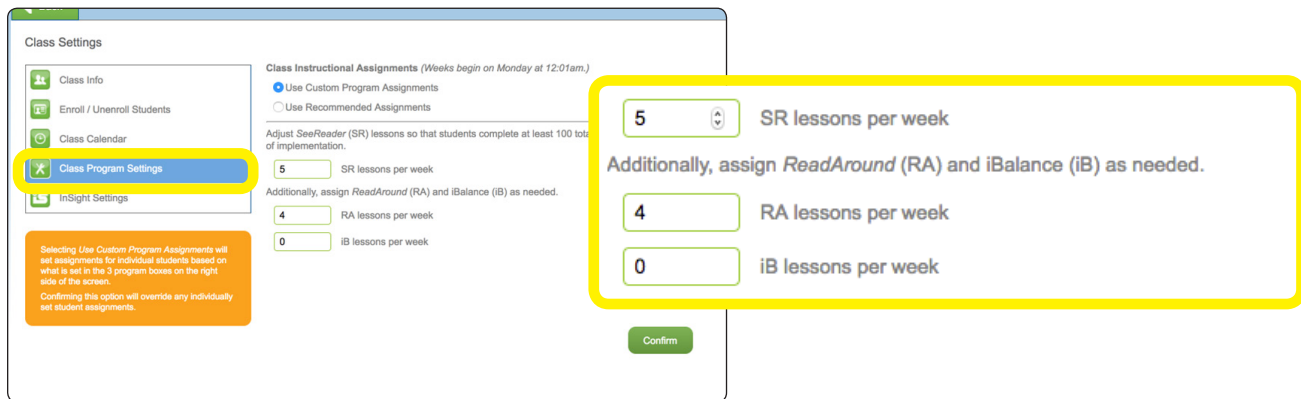 Class Settings
Class Info
Enroll / Unenroll Students
Class Calendar
Class Program Settings
InSight Settings
Selecting Use Custom Program Assignments will
set assignments for individual students based on
what is set in the 3 program boxes on the right
side of the screen.
Confirming this option will override any individually
set student assignments.
Class Instructional Assignments (Weeks begin on Monday at 12:01am.)
Use Custom Program Assignments
Use Recommended Assignments
Adjust SeeReader (SR) lessons so that students complete at least 100
of implementation.
5 SR lessons per week
Additionally, assign ReadAround (RA) and iBalance (iB) as needed.
4 RA lessons per week
0 iB lessons per week
Confirm
5 SR lessons per week
Additionally, assign ReadAround (RA) and iBalance (iB) as needed.
4 RA lessons per week
0 iB lessons per week